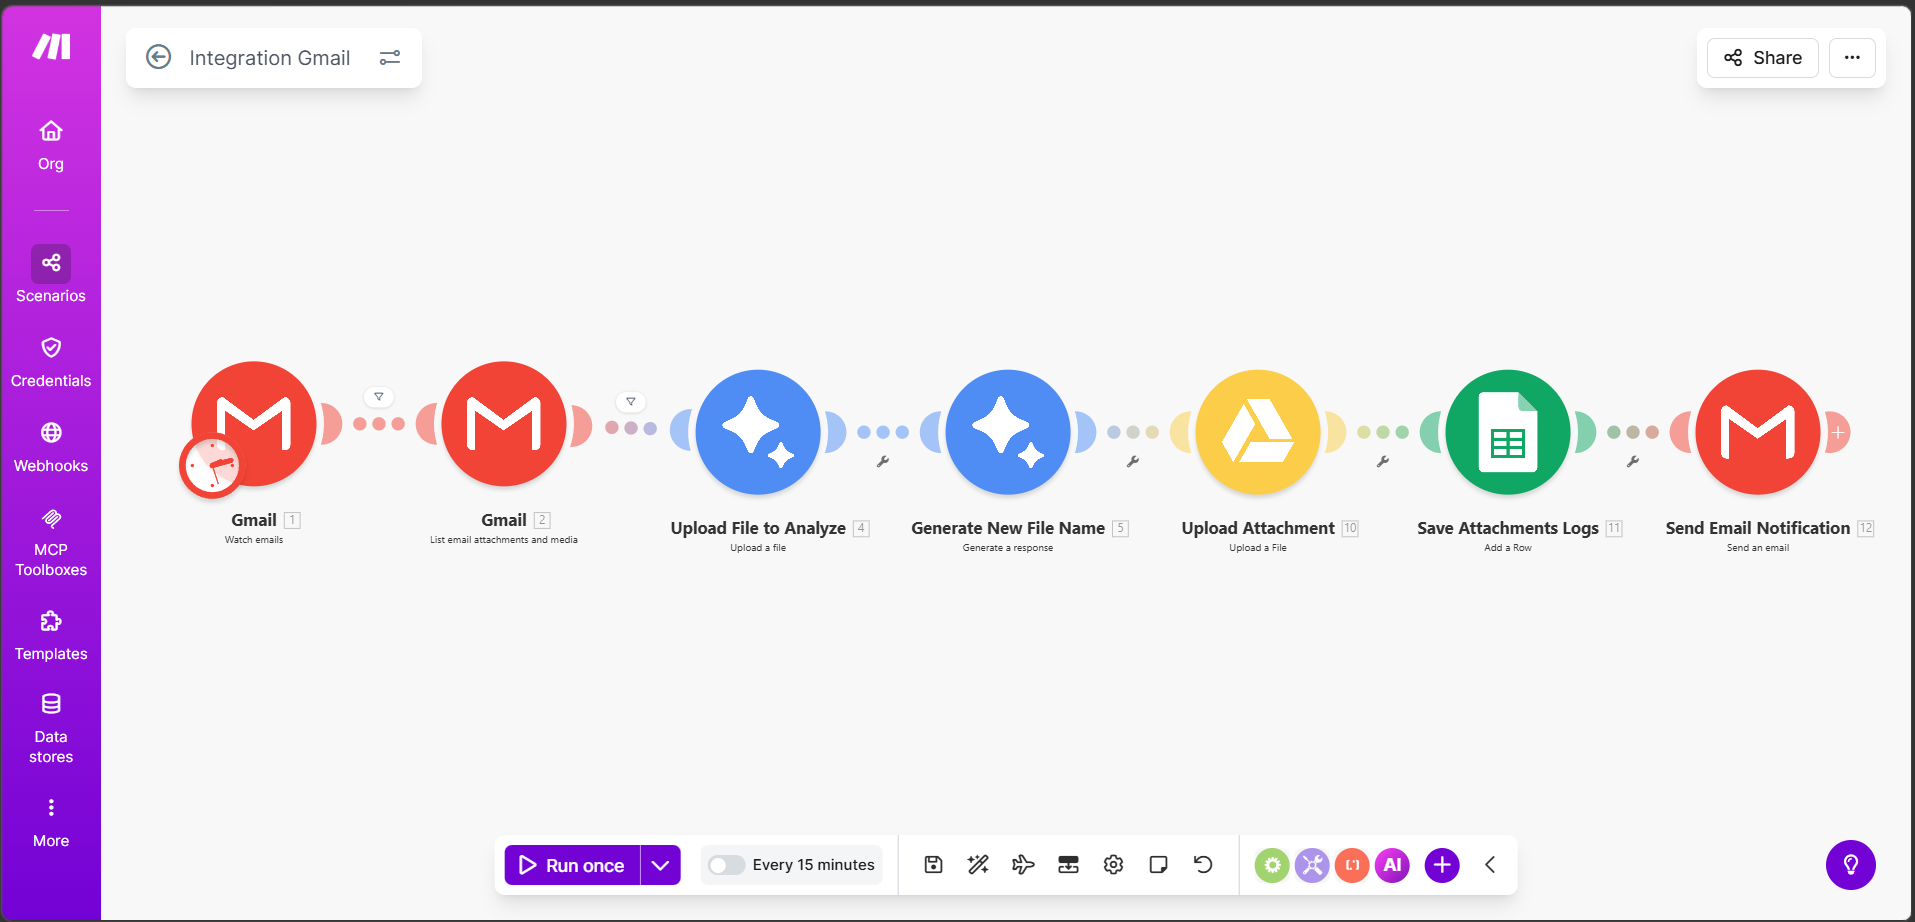 Integration Gmail
Share
Org
Scenarios
Credentials
Webhooks
MCP
Toolboxes
Templates
Data
stores
More
Gmail 1
Watch emails
Gmail 2
List email attachments and media
Upload File to Analyze 4
Upload a file
Generate New File Name 5
Generate a response
Upload Attachment 10
Upload a File
Save Attachments Logs 11
Add a Row
Send Email Notification 12
Send an email
Run once
Every 15 minutes
AI